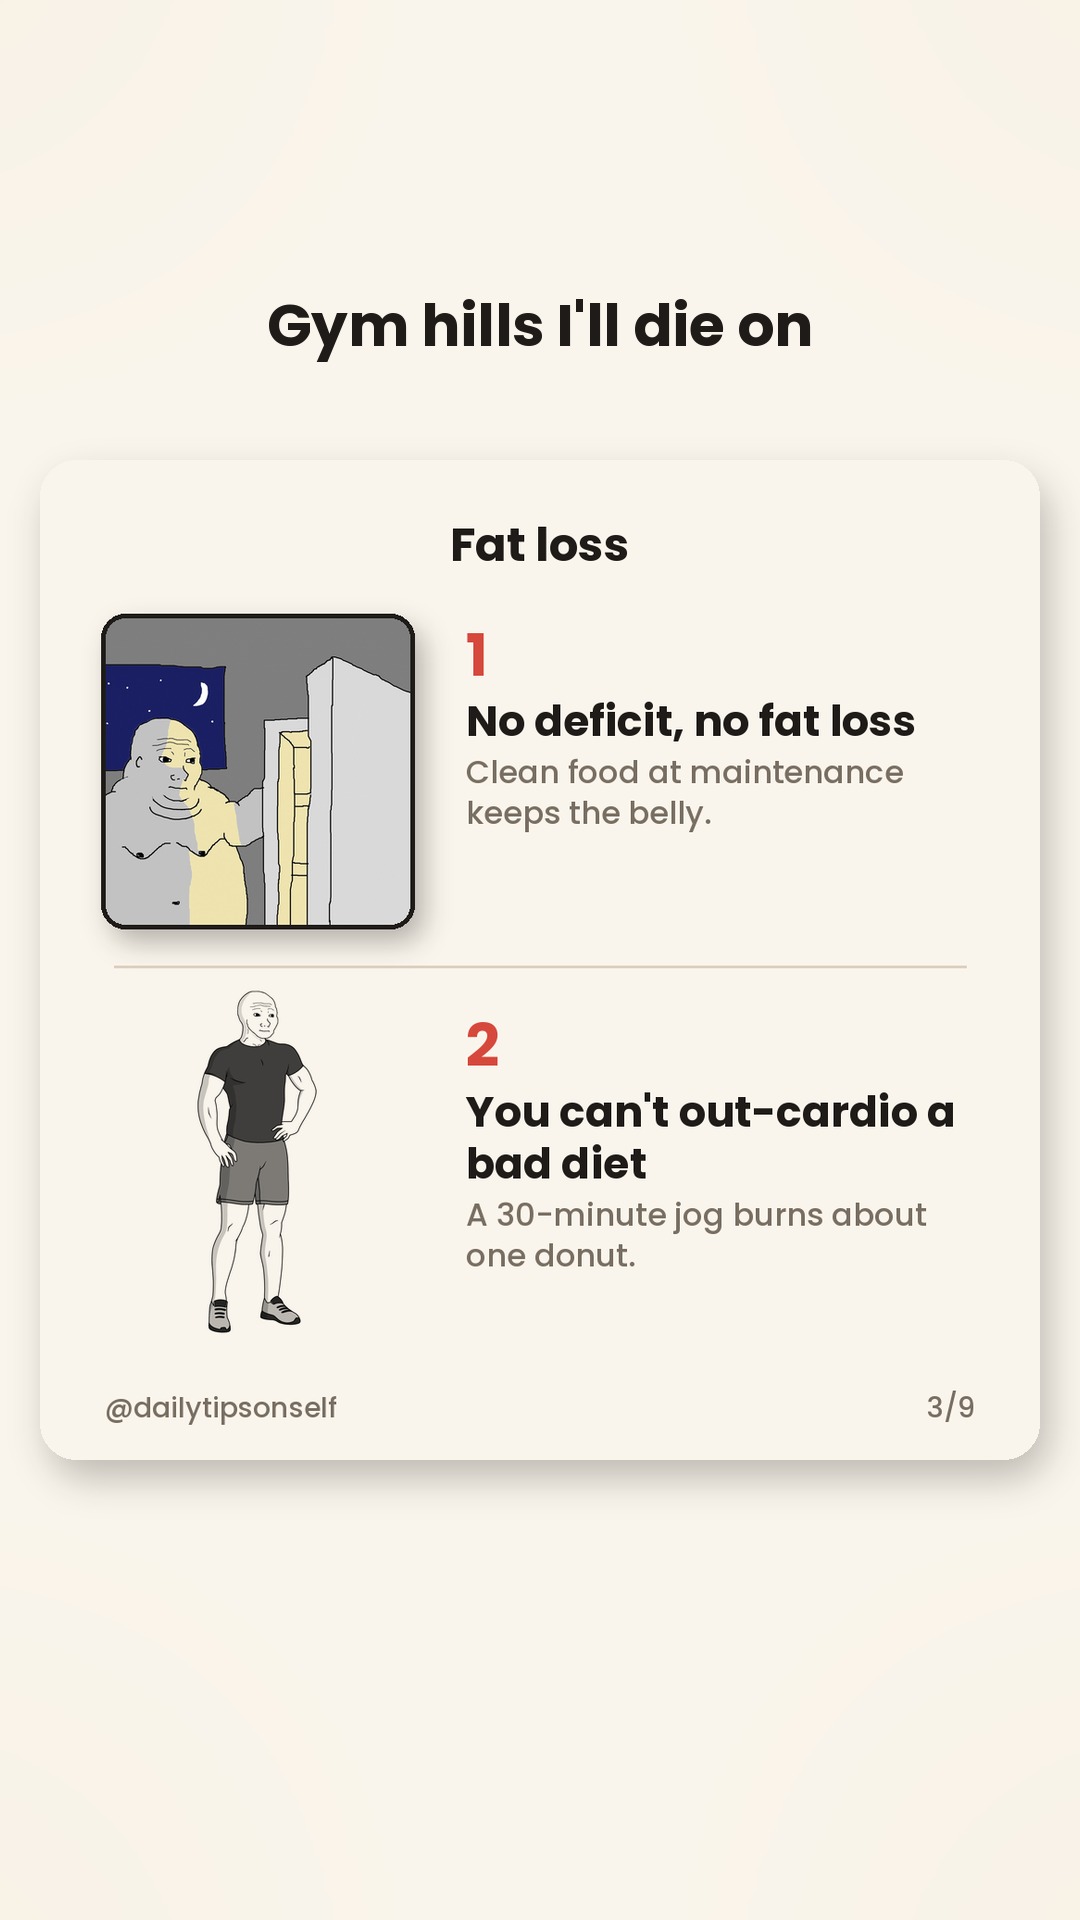 Gym hills I'll die on
Fat loss
1
No deficit, no fat loss
Clean food at maintenance
keeps the belly.
2
You can't out-cardio a
bad diet
A 30-minute jog burns about
one donut.
@dailytipsonself
3/9